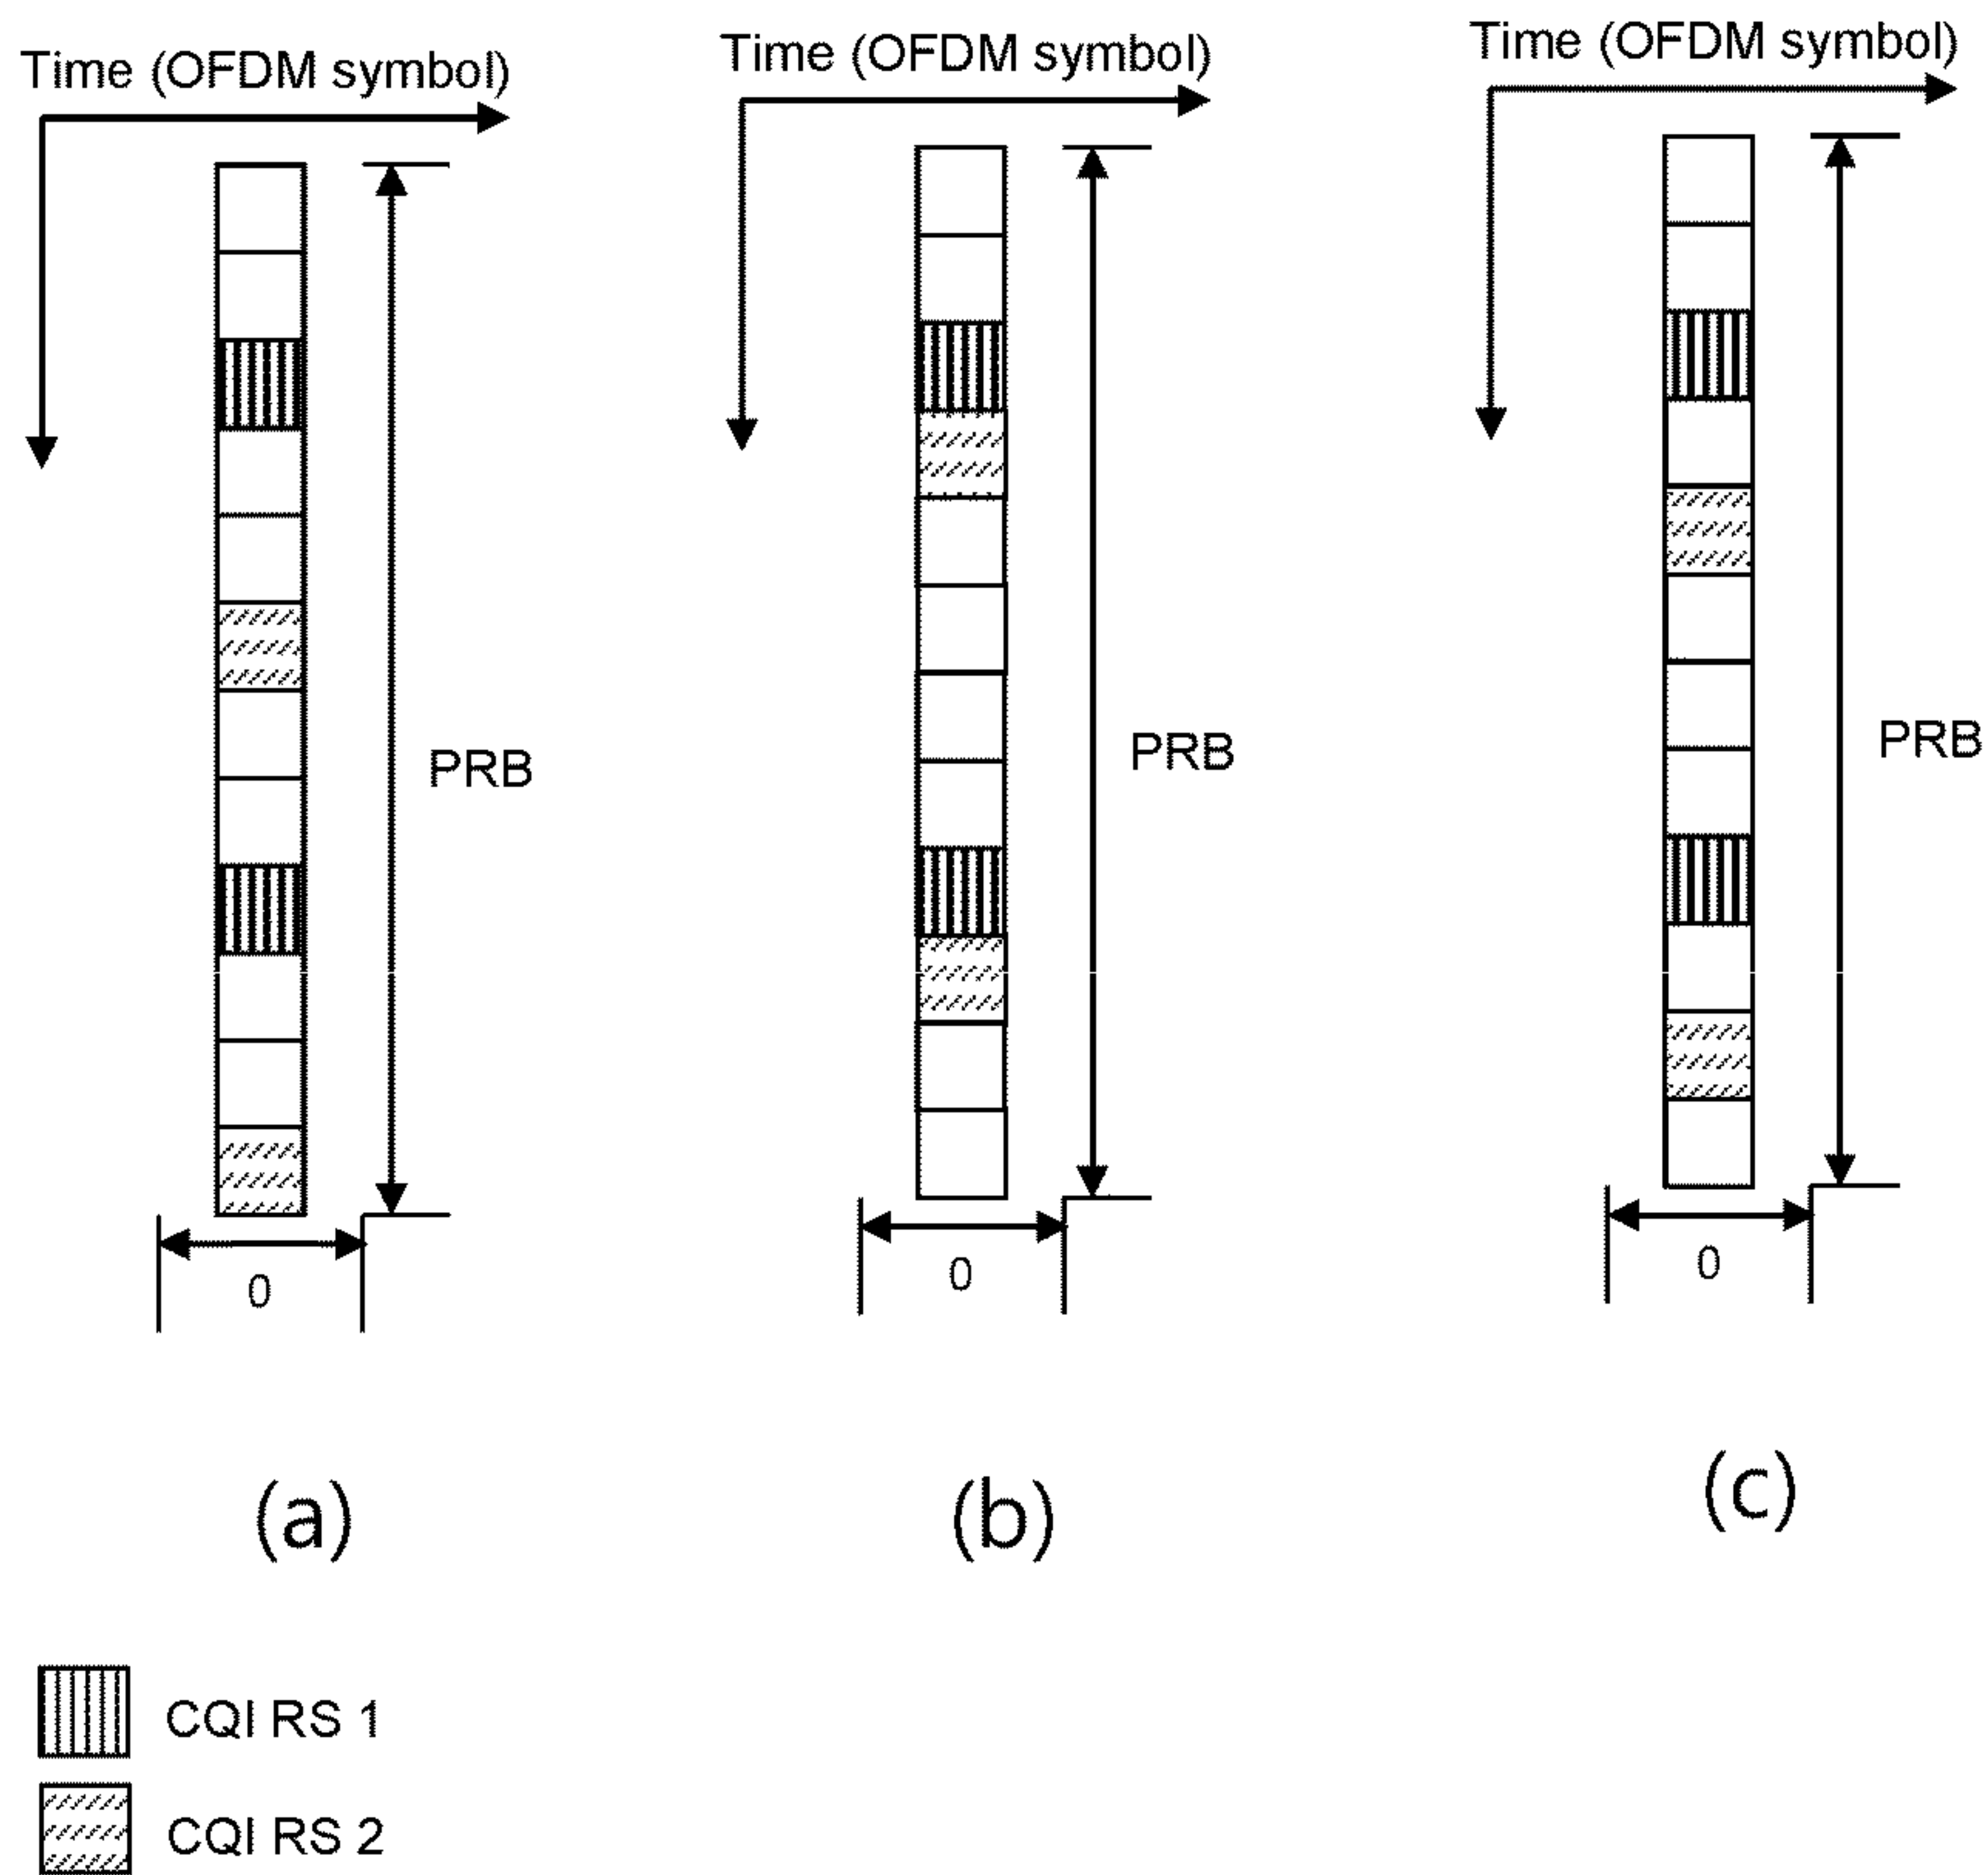 Time (OFDM symbol)
Time (OFDM symbol)
Time (OFDM symbol)
PRB
PRB
PRB
0
0
0
(a)
(b)
(c)
CQI RS 1
CQI RS 2